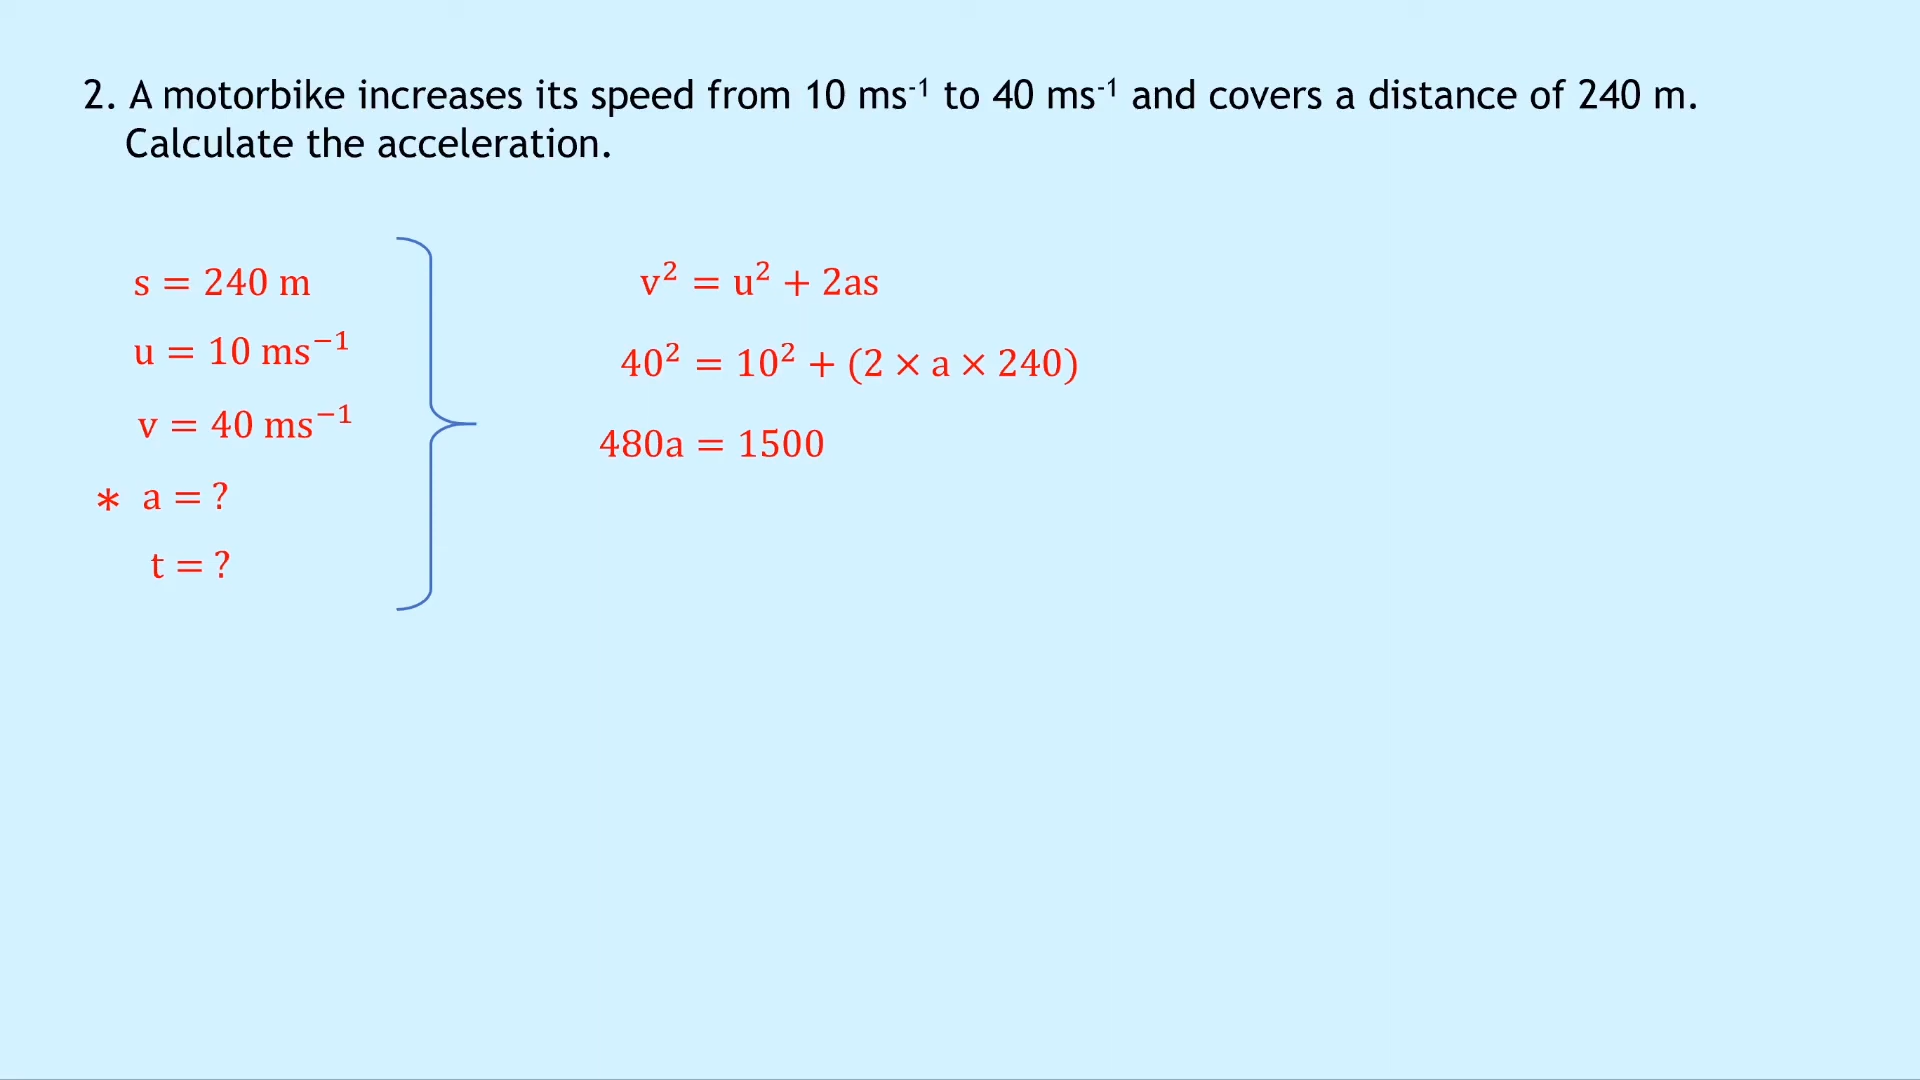 2. A motorbike increases its speed from 10 ms⁻¹ to 40 ms⁻¹ and covers a distance of 240 m.
Calculate the acceleration.
s = 240 m
u = 10 ms⁻¹
v = 40 ms⁻¹
* a = ?
t = ?
v² = u² + 2as
40² = 10² + (2 × a × 240)
480a = 1500